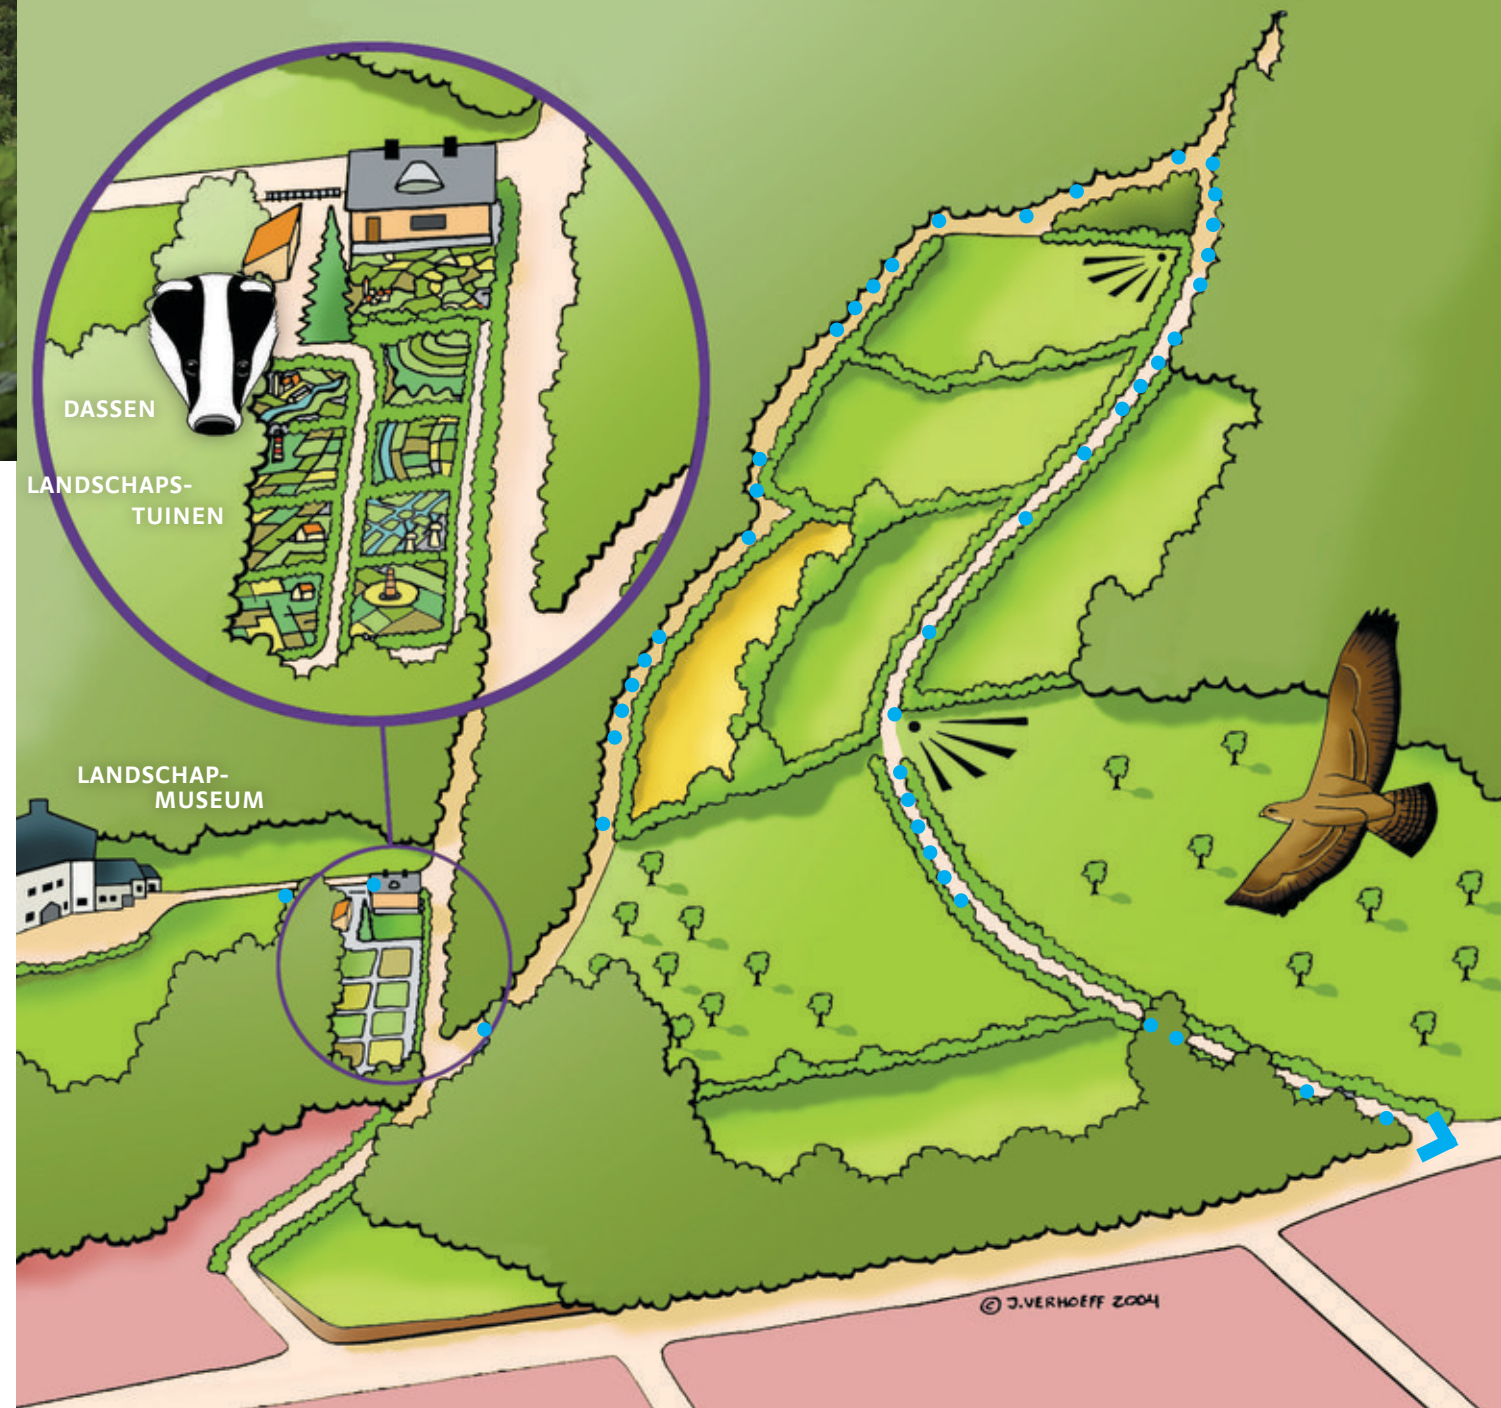 DASSEN
LANDSCHAPS-
TUINEN
LANDSCHAP-
MUSEUM
© J.VERHOEFF 2004